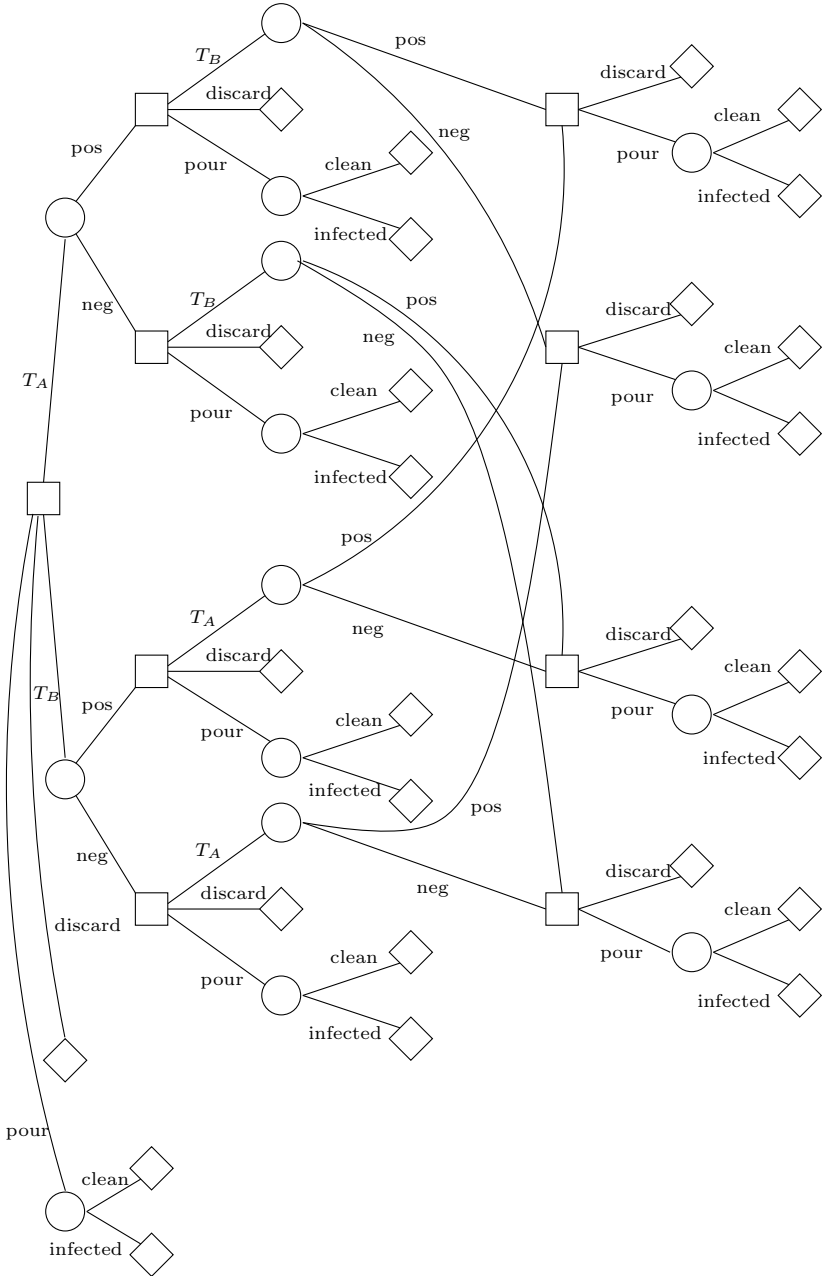 pos
T_B
discard
discard
clean
neg
pos
pour
clean
pour
infected
infected
pos
T_B
neg
discard
neg
discard
clean
T_A
clean
pour
pour
infected
infected
pos
T_A
neg
discard
discard
clean
T_B
pos
pour
clean
pour
infected
infected
pos
T_A
neg
discard
neg
discard
clean
discard
pour
clean
pour
infected
infected
pour
clean
infected